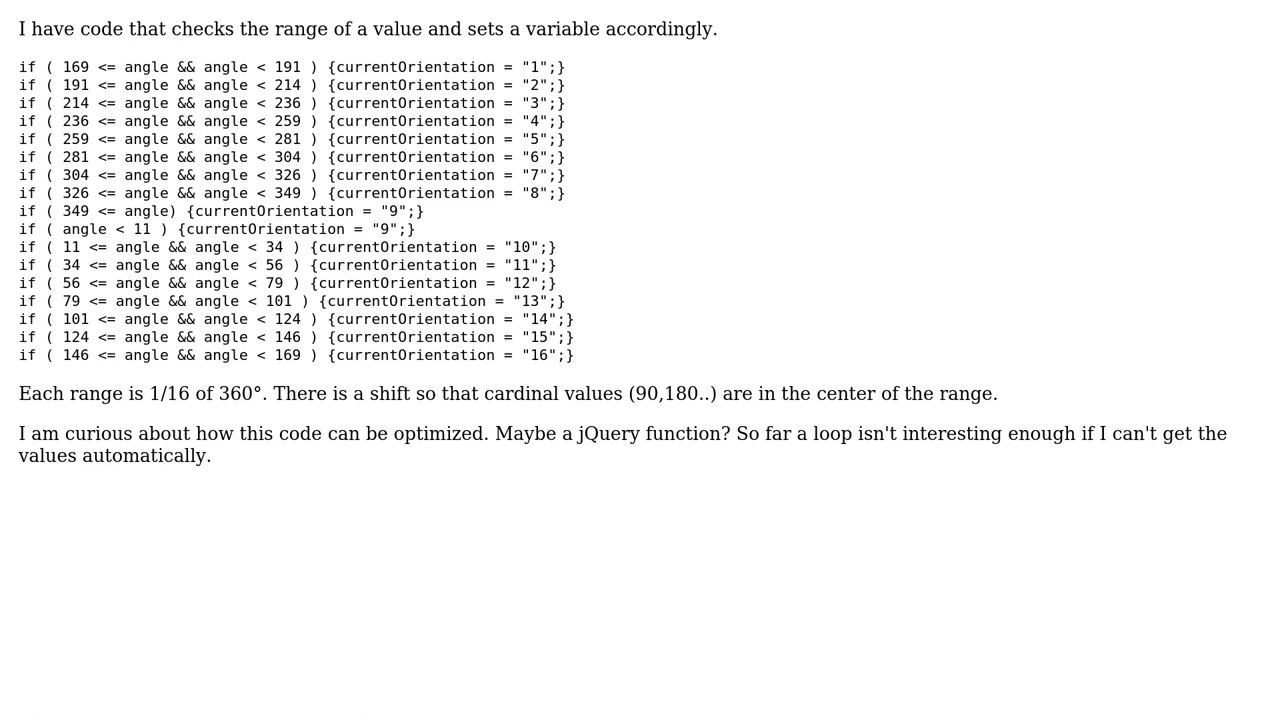 I have code that checks the range of a value and sets a variable accordingly.
if ( 169 <= angle && angle < 191 ) {currentOrientation = "1";}
if ( 191 <= angle && angle < 214 ) {currentOrientation = "2";}
if ( 214 <= angle && angle < 236 ) {currentOrientation = "3";}
if ( 236 <= angle && angle < 259 ) {currentOrientation = "4";}
if ( 259 <= angle && angle < 281 ) {currentOrientation = "5";}
if ( 281 <= angle && angle < 304 ) {currentOrientation = "6";}
if ( 304 <= angle && angle < 326 ) {currentOrientation = "7";}
if ( 326 <= angle && angle < 349 ) {currentOrientation = "8";}
if ( 349 <= angle) {currentOrientation = "9";}
if ( angle < 11 ) {currentOrientation = "9";}
if ( 11 <= angle && angle < 34 ) {currentOrientation = "10";}
if ( 34 <= angle && angle < 56 ) {currentOrientation = "11";}
if ( 56 <= angle && angle < 79 ) {currentOrientation = "12";}
if ( 79 <= angle && angle < 101 ) {currentOrientation = "13";}
if ( 101 <= angle && angle < 124 ) {currentOrientation = "14";}
if ( 124 <= angle && angle < 146 ) {currentOrientation = "15";}
if ( 146 <= angle && angle < 169 ) {currentOrientation = "16";}
Each range is 1/16 of 360°. There is a shift so that cardinal values (90,180..) are in the center of the range.
I am curious about how this code can be optimized. Maybe a jQuery function? So far a loop isn't interesting enough if I can't get the
values automatically.